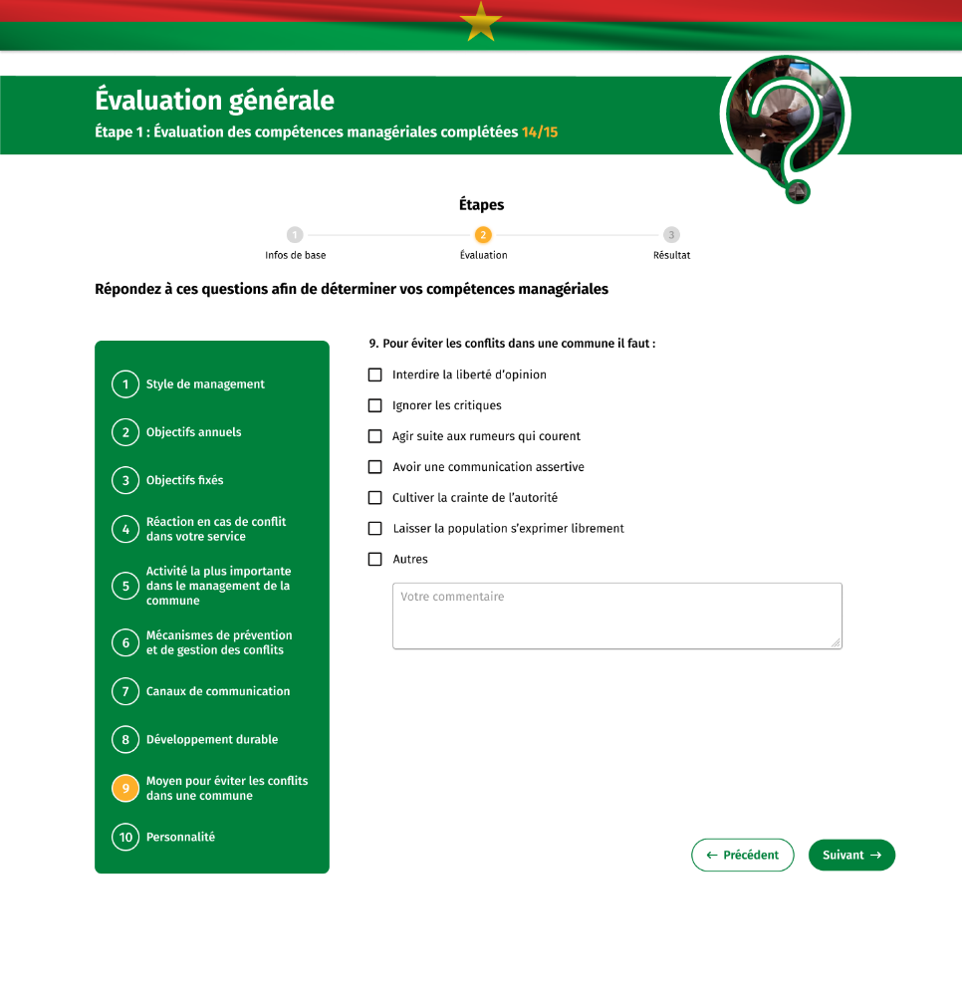 Évaluation générale
Étape 1 : Évaluation des compétences managériales complétées 14/15
Étapes
1
2
3
Infos de base
Évaluation
Résultat
Répondez à ces questions afin de déterminer vos compétences managériales
1 Style de management
2 Objectifs annuels
3 Objectifs fixés
4 Réaction en cas de conflit
dans votre service
5 Activité la plus importante
dans le management de la
commune
6 Mécanismes de prévention
et de gestion des conflits
7 Canaux de communication
8 Développement durable
9 Moyen pour éviter les conflits
dans une commune
10 Personnalité
9. Pour éviter les conflits dans une commune il faut :
Interdire la liberté d’opinion
Ignorer les critiques
Agir suite aux rumeurs qui courent
Avoir une communication assertive
Cultiver la crainte de l’autorité
Laisser la population s’exprimer librement
Autres
Votre commentaire
← Précédent
Suivant →